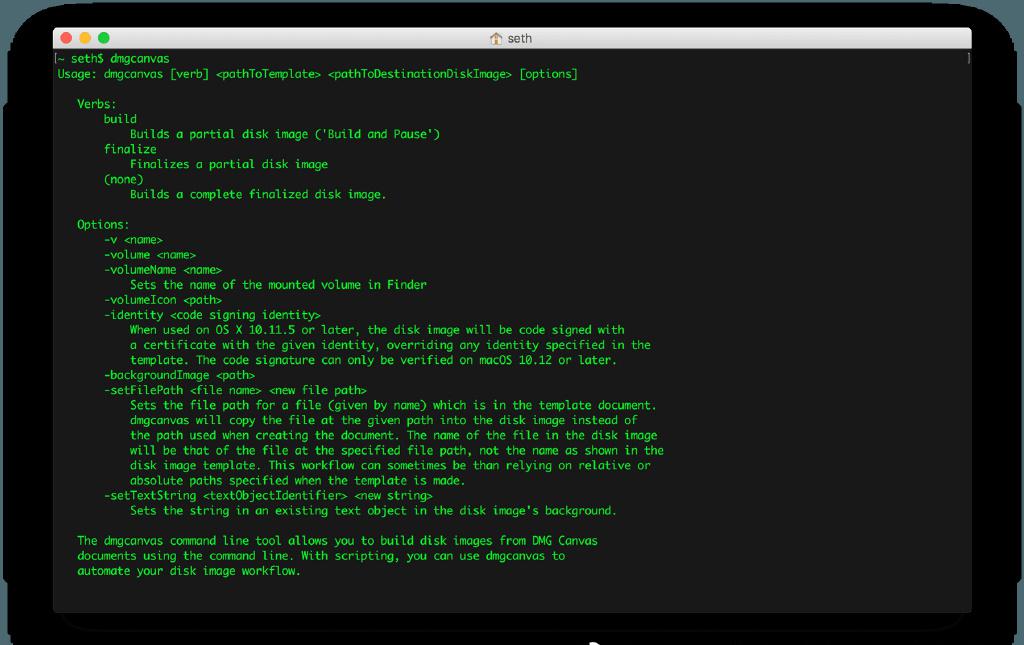 seth
[~ seth$ dmgcanvas ]
Usage: dmgcanvas [verb] <pathToTemplate> <pathToDestinationDiskImage> [options]
Verbs:
build
Builds a partial disk image ('Build and Pause')
finalize
Finalizes a partial disk image
(none)
Builds a complete finalized disk image.
Options:
-v <name>
-volume <name>
-volumeName <name>
Sets the name of the mounted volume in Finder
-volumeIcon <path>
-identity <code signing identity>
When used on OS X 10.11.5 or later, the disk image will be code signed with
a certificate with the given identity, overriding any identity specified in the
template. The code signature can only be verified on macOS 10.12 or later.
-backgroundImage <path>
-setFilePath <file name> <new file path>
Sets the file path for a file (given by name) which is in the template document.
dmgcanvas will copy the file at the given path into the disk image instead of
the path used when creating the document. The name of the file in the disk image
will be that of the file at the specified file path, not the name as shown in the
disk image template. This workflow can sometimes be than relying on relative or
absolute paths specified when the template is made.
-setTextString <textObjectIdentifier> <new string>
Sets the string in an existing text object in the disk image's background.
The dmgcanvas command line tool allows you to build disk images from DMG Canvas
documents using the command line. With scripting, you can use dmgcanvas to
automate your disk image workflow.